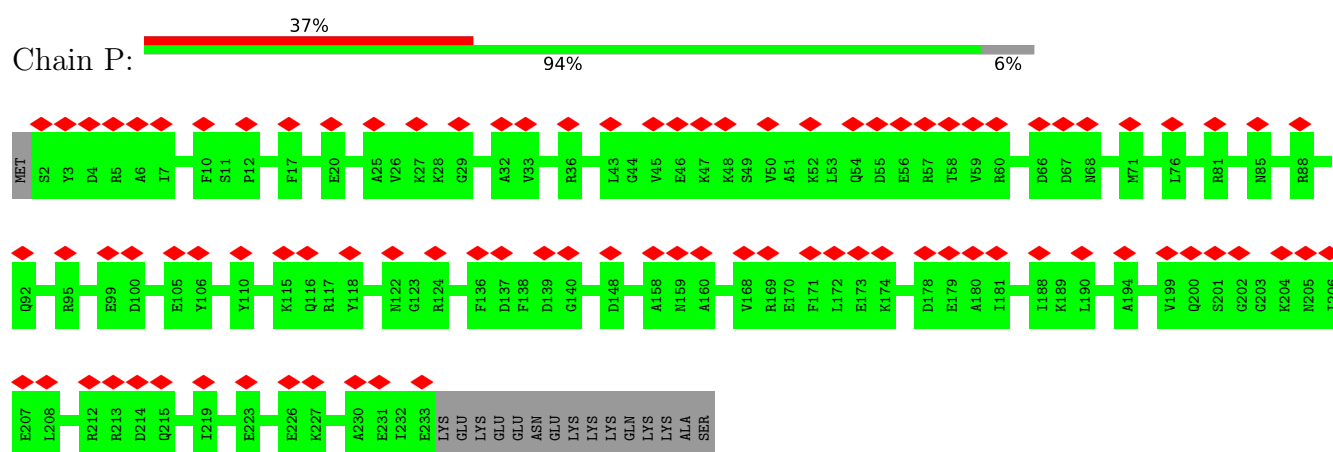 37%
Chain P:
94% 6%
MET S2 Y3 D4 R5 A6 I7 F10 S11 P12 F17 E20 A25 V26 K27 K28 G29 A32 V33 R36 L43 G44 V45 E46 K47 K48 S49 V50 A51 K52 L53 Q54 D55 E56 R57 T58 V59 R60 D66 D67 N68 M71 L76 R81 N85 R88
Q92 R95 E99 D100 E105 Y106 Y110 K115 Q116 R117 Y118 N122 G123 R124 F136 D137 F138 D139 G140 D148 A158 N159 A160 V168 R169 E170 F171 L172 E173 K174 D178 E179 A180 I181 I188 K189 L190 A194 V199 Q200 S201 G202 G203 K204 N205 I206
E207 L208 R212 R213 D214 Q215 I219 E223 E226 K227 A230 E231 I232 E233 LYS GLU LYS GLU GLU ASN GLU LYS LYS LYS GLN LYS LYS ALA SER